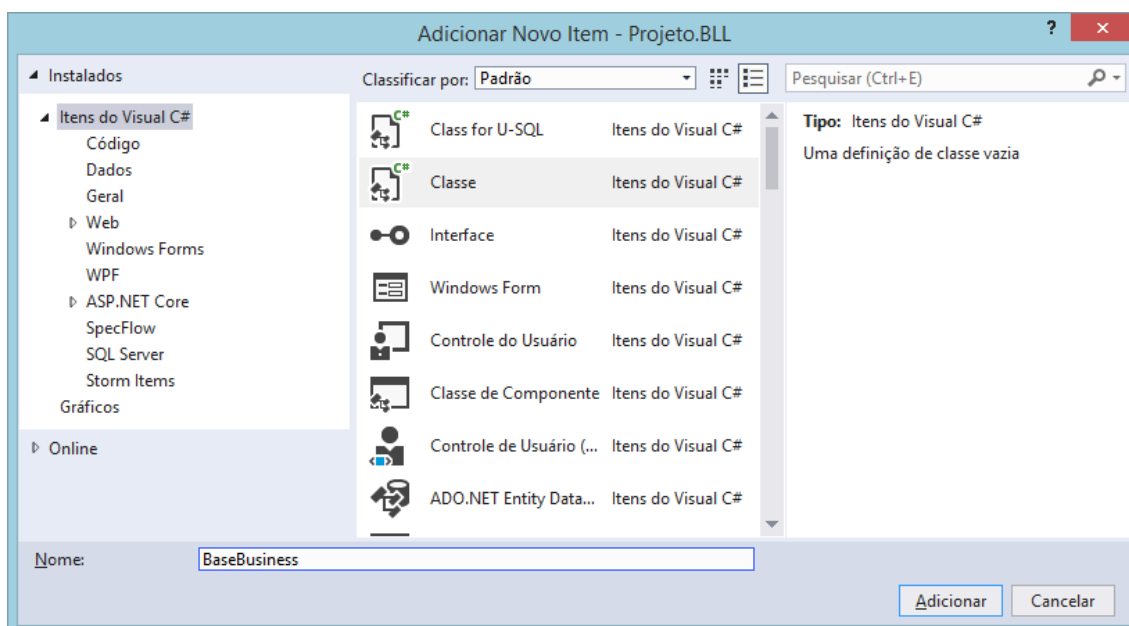 Adicionar Novo Item - Projeto.BLL
?
×
Instalados
Itens do Visual C#
Código
Dados
Geral
Web
Windows Forms
WPF
ASP.NET Core
SpecFlow
SQL Server
Storm Items
Gráficos
Online
Classificar por: Padrão
C# Class for U-SQL Itens do Visual C#
C# Classe Itens do Visual C#
Interface Itens do Visual C#
Windows Form Itens do Visual C#
Controle do Usuário Itens do Visual C#
Classe de Componente Itens do Visual C#
Controle de Usuário (... Itens do Visual C#
ADO.NET Entity Data... Itens do Visual C#
Pesquisar (Ctrl+E)
Tipo: Itens do Visual C#
Uma definição de classe vazia
Nome: BaseBusiness
Adicionar Cancelar